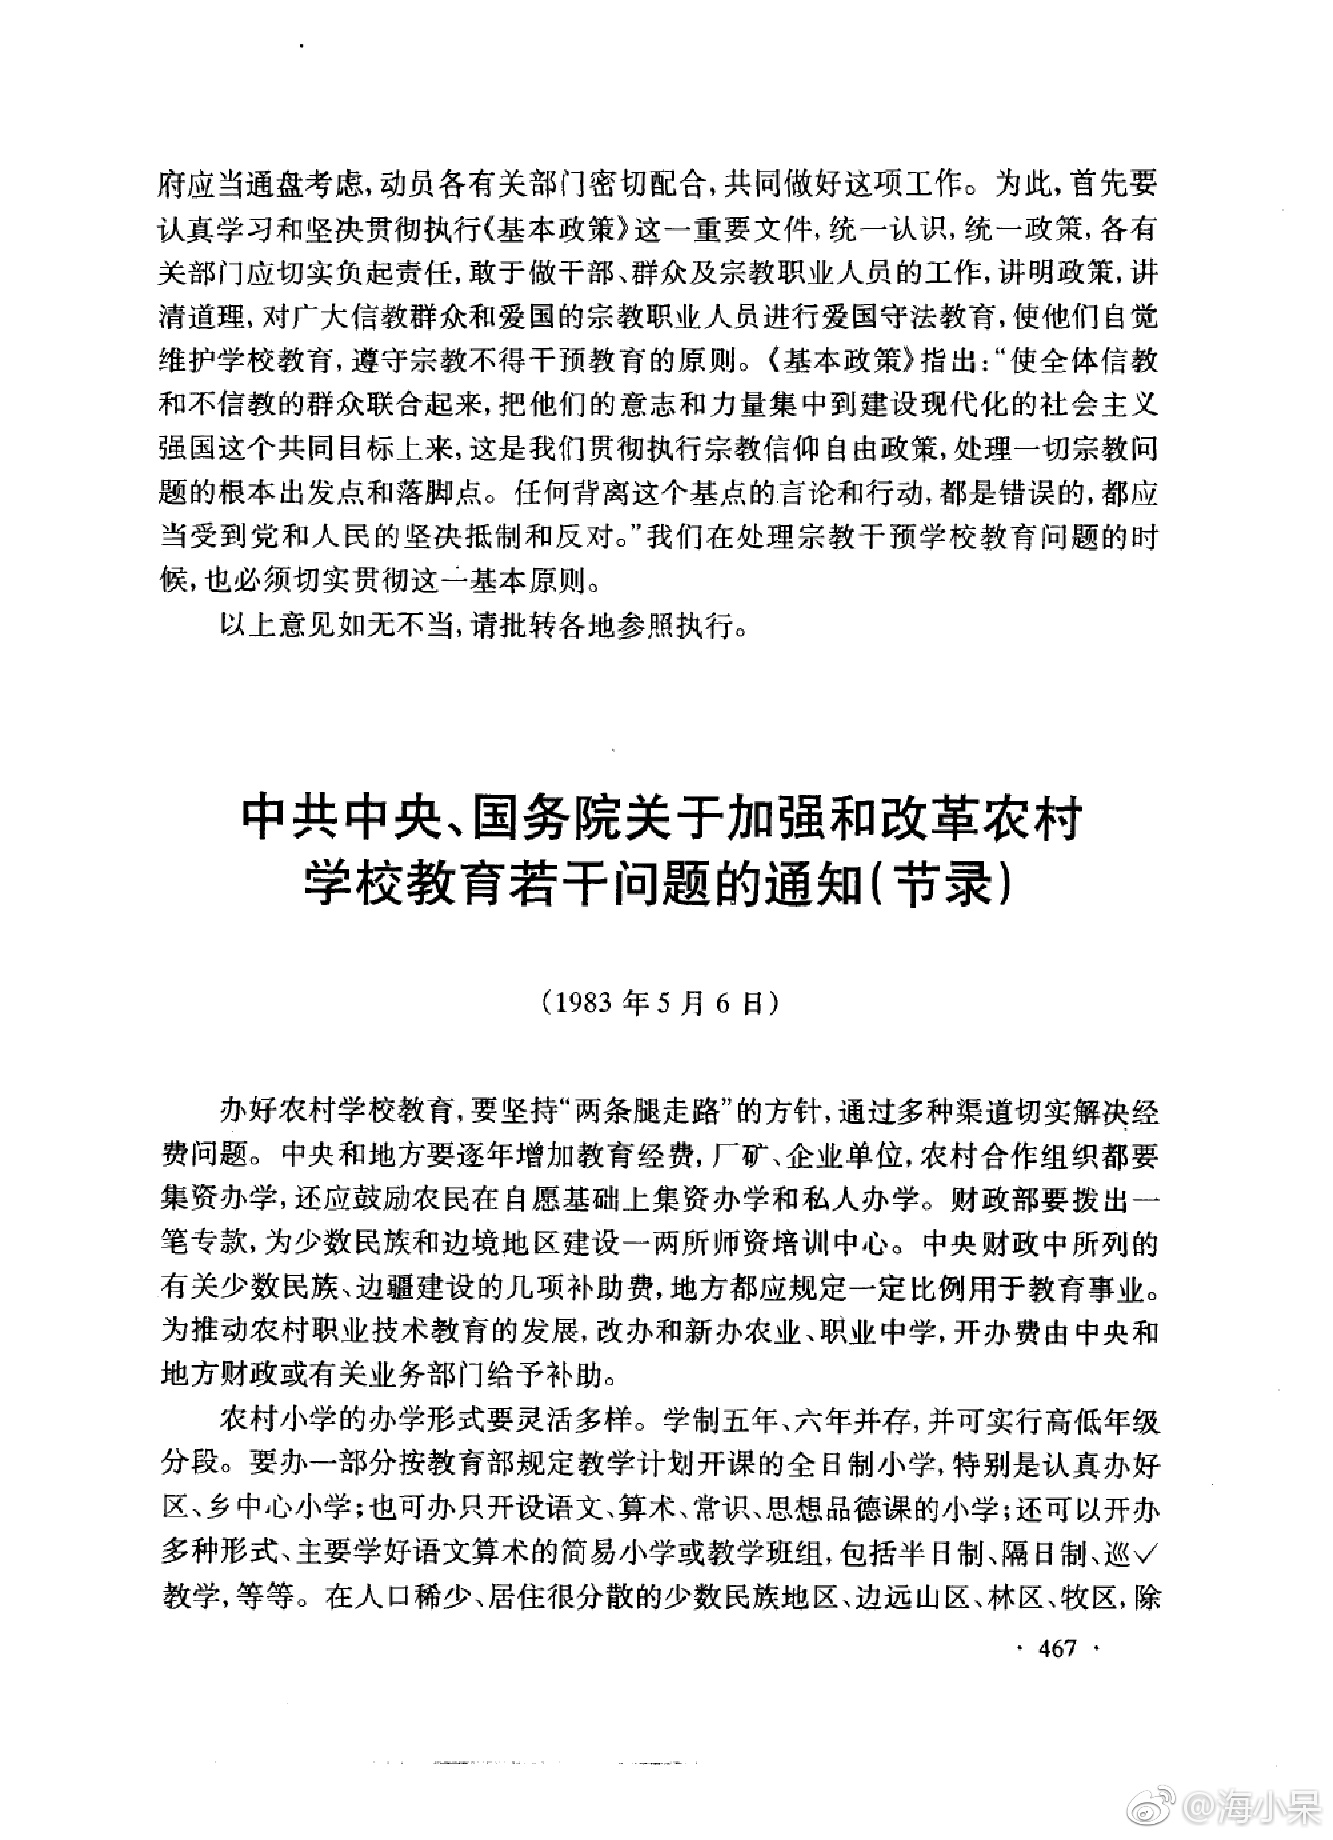 府应当通盘考虑,动员各有关部门密切配合,共同做好这项工作。为此,首先要
认真学习和坚决贯彻执行《基本政策》这一重要文件,统一认识,统一政策,各有
关部门应切实负起责任,敢于做干部、群众及宗教职业人员的工作,讲明政策,讲
清道理,对广大信教群众和爱国的宗教职业人员进行爱国守法教育,使他们自觉
维护学校教育,遵守宗教不得干预教育的原则。《基本政策》指出:“使全体信教
和不信教的群众联合起来,把他们的意志和力量集中到建设现代化的社会主义
强国这个共同目标上来,这是我们贯彻执行宗教信仰自由政策,处理一切宗教问
题的根本出发点和落脚点。任何背离这个基点的言论和行动,都是错误的,都应
当受到党和人民的坚决抵制和反对。”我们在处理宗教干预学校教育问题的时
候,也必须切实贯彻这一基本原则。
以上意见如无不当,请批转各地参照执行。
中共中央、国务院关于加强和改革农村
学校教育若干问题的通知(节录)
(1983年5月6日)
办好农村学校教育,要坚持“两条腿走路”的方针,通过多种渠道切实解决经
费问题。中央和地方要逐年增加教育经费,厂矿、企业单位,农村合作组织都要
集资办学,还应鼓励农民在自愿基础上集资办学和私人办学。财政部要拨出一
笔专款,为少数民族和边境地区建设一两所师资培训中心。中央财政中所列的
有关少数民族、边疆建设的几项补助费,地方都应规定一定比例用于教育事业。
为推动农村职业技术教育的发展,改办和新办农业、职业中学,开办费由中央和
地方财政或有关业务部门给予补助。
农村小学的办学形式要灵活多样。学制五年、六年并存,并可实行高低年级
分段。要办一部分按教育部规定教学计划开课的全日制小学,特别是认真办好
区、乡中心小学;也可办只开设语文、算术、常识、思想品德课的小学;还可以开办
多种形式、主要学好语文算术的简易小学或教学班组,包括半日制、隔日制、巡✓
教学,等等。在人口稀少、居住很分散的少数民族地区、边远山区、林区、牧区,除
· 467 ·
@海小呆